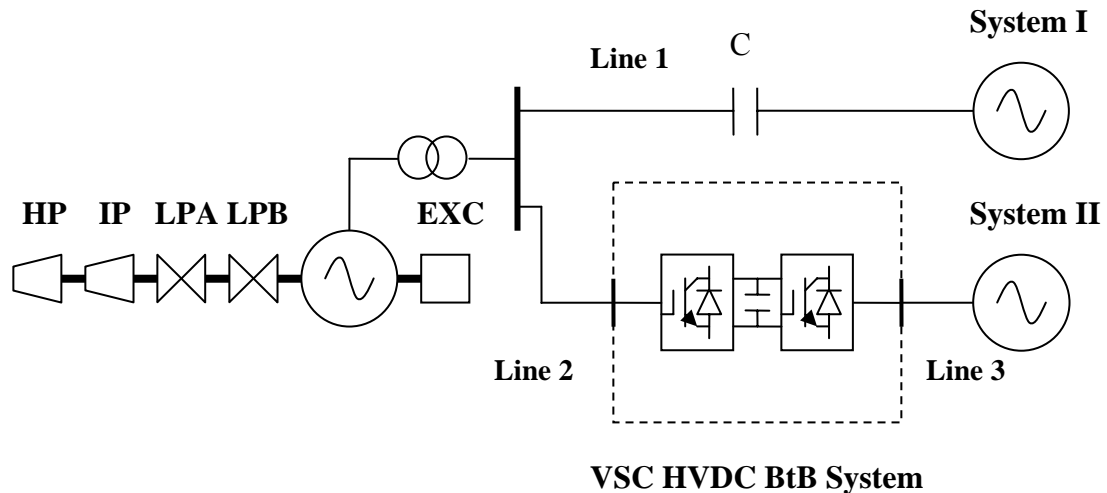 System I
C
Line 1
HP IP LPA LPB EXC
System II
Line 2
Line 3
VSC HVDC BtB System